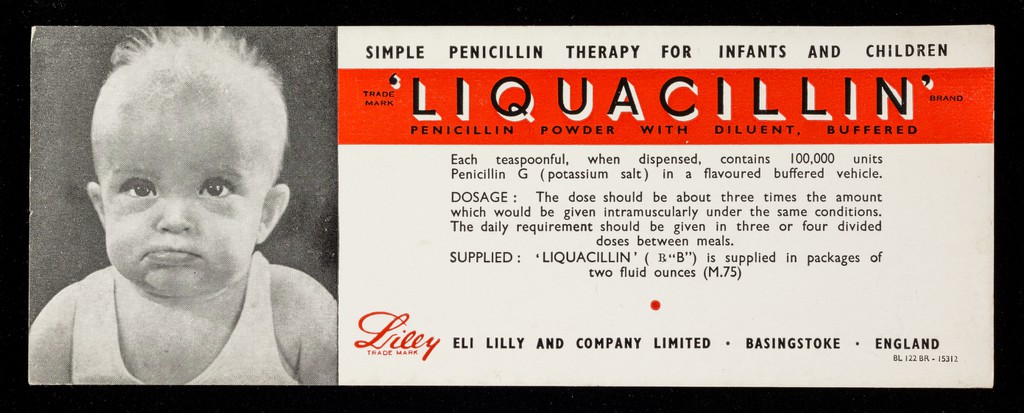 SIMPLE PENICILLIN THERAPY FOR INFANTS AND CHILDREN
TRADE MARK 'LIQUACILLIN' BRAND
PENICILLIN POWDER WITH DILUENT, BUFFERED
Each teaspoonful, when dispensed, contains 100,000 units
Penicillin G (potassium salt) in a flavoured buffered vehicle.
DOSAGE : The dose should be about three times the amount
which would be given intramuscularly under the same conditions.
The daily requirement should be given in three or four divided
doses between meals.
SUPPLIED : 'LIQUACILLIN' ( ℞ "B") is supplied in packages of
two fluid ounces (M.75)
Lilly
TRADE MARK
ELI LILLY AND COMPANY LIMITED · BASINGSTOKE · ENGLAND
BL 122 BR - 15312